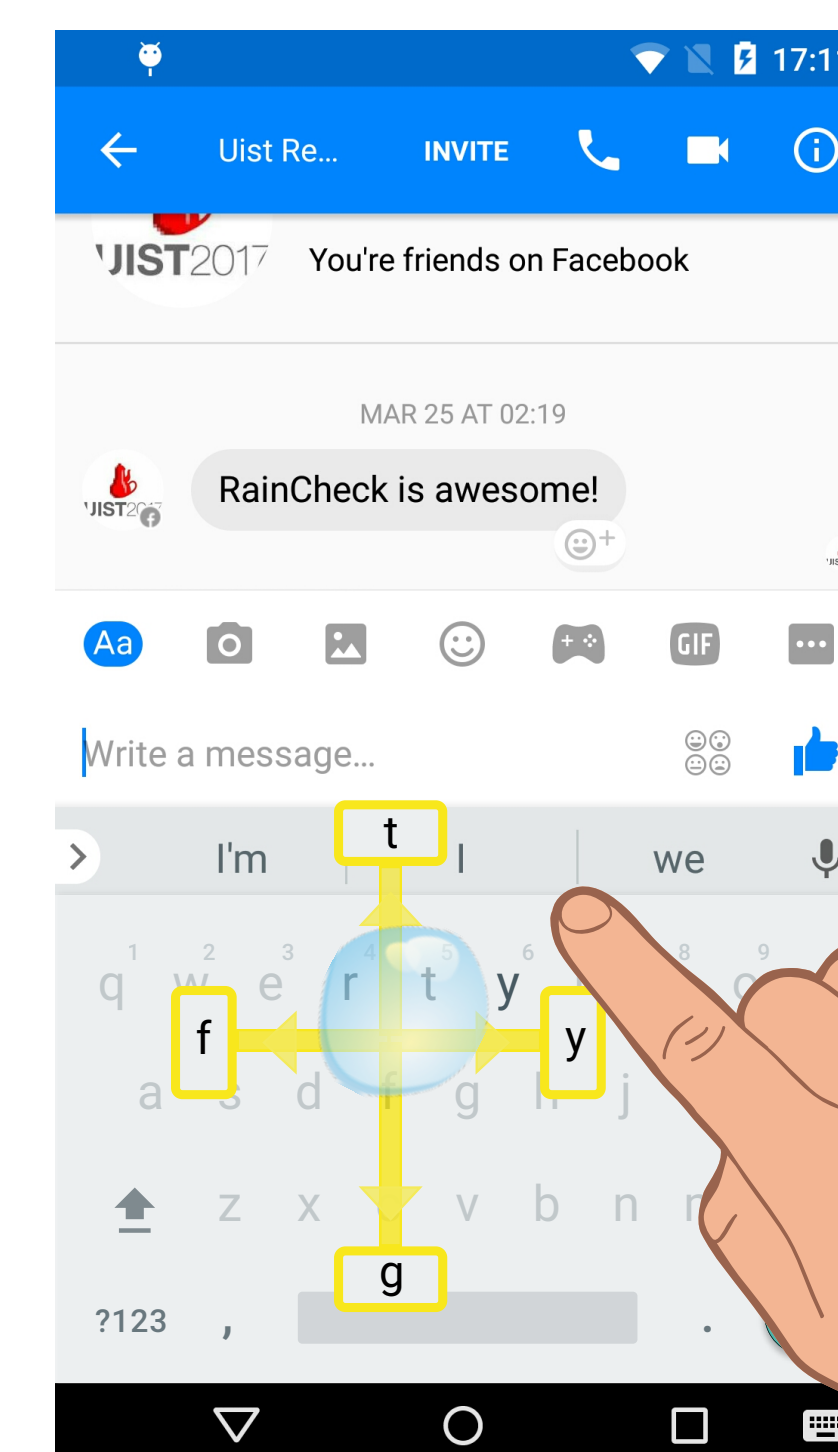 17:1
Uist Re... INVITE
UIST2017 You're friends on Facebook
MAR 25 AT 02:19
UIST2017 RainCheck is awesome!
Aa GIF
Write a message...
t
I'm I we
1 2 3 4 5 6 8 9
q w e r t y
f y
a s d f g h j
z x v b n
g
?123 , .